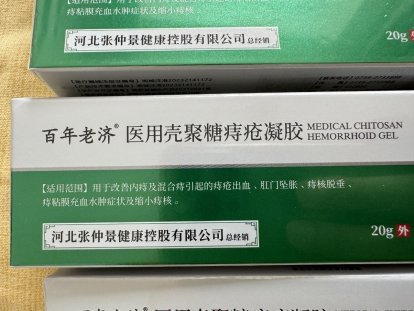 痔粘膜充血水肿症状及缩小痔核。
河北张仲景健康控股有限公司 总经销
20g 外
百年老济® 医用壳聚糖痔疮凝胶 MEDICAL CHITOSAN
HEMORRHOID GEL
【适用范围】用于改善内痔及混合痔引起的痔疮出血、肛门坠胀、痔核脱垂、
痔粘膜充血水肿症状及缩小痔核。
河北张仲景健康控股有限公司 总经销
20g 外